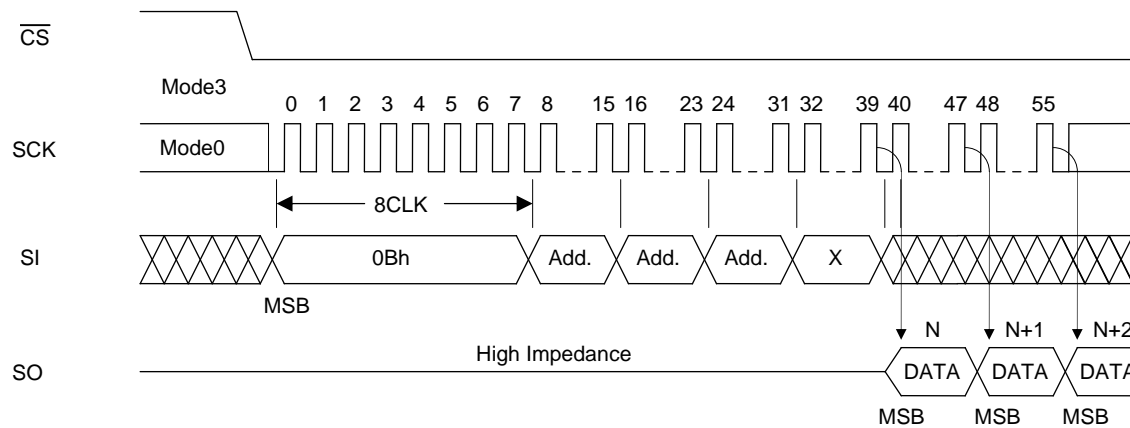 CS
Mode3
0 1 2 3 4 5 6 7 8 15 16 23 24 31 32 39 40 47 48 55
SCK
Mode0
8CLK
SI
0Bh
Add.
Add.
Add.
X
MSB
N
N+1
N+2
High Impedance
SO
DATA
DATA
DATA
MSB
MSB
MSB